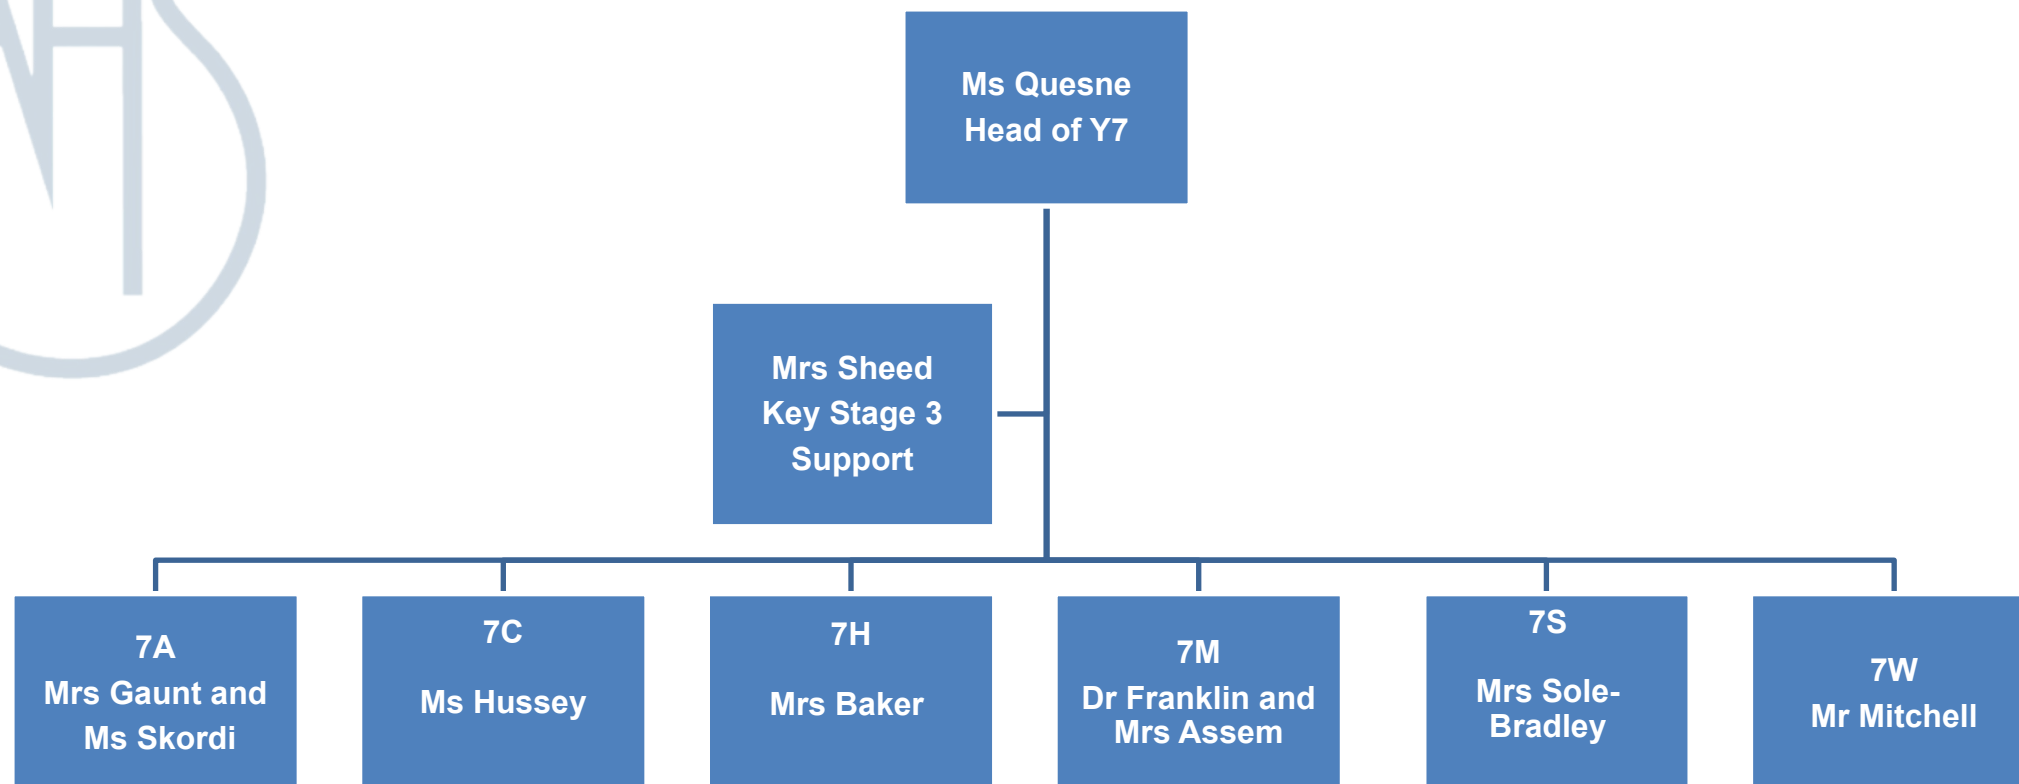 Ms Quesne
Head of Y7
Mrs Sheed
Key Stage 3
Support
7A
Mrs Gaunt and
Ms Skordi
7C
Ms Hussey
7H
Mrs Baker
7M
Dr Franklin and
Mrs Assem
7S
Mrs Sole-
Bradley
7W
Mr Mitchell